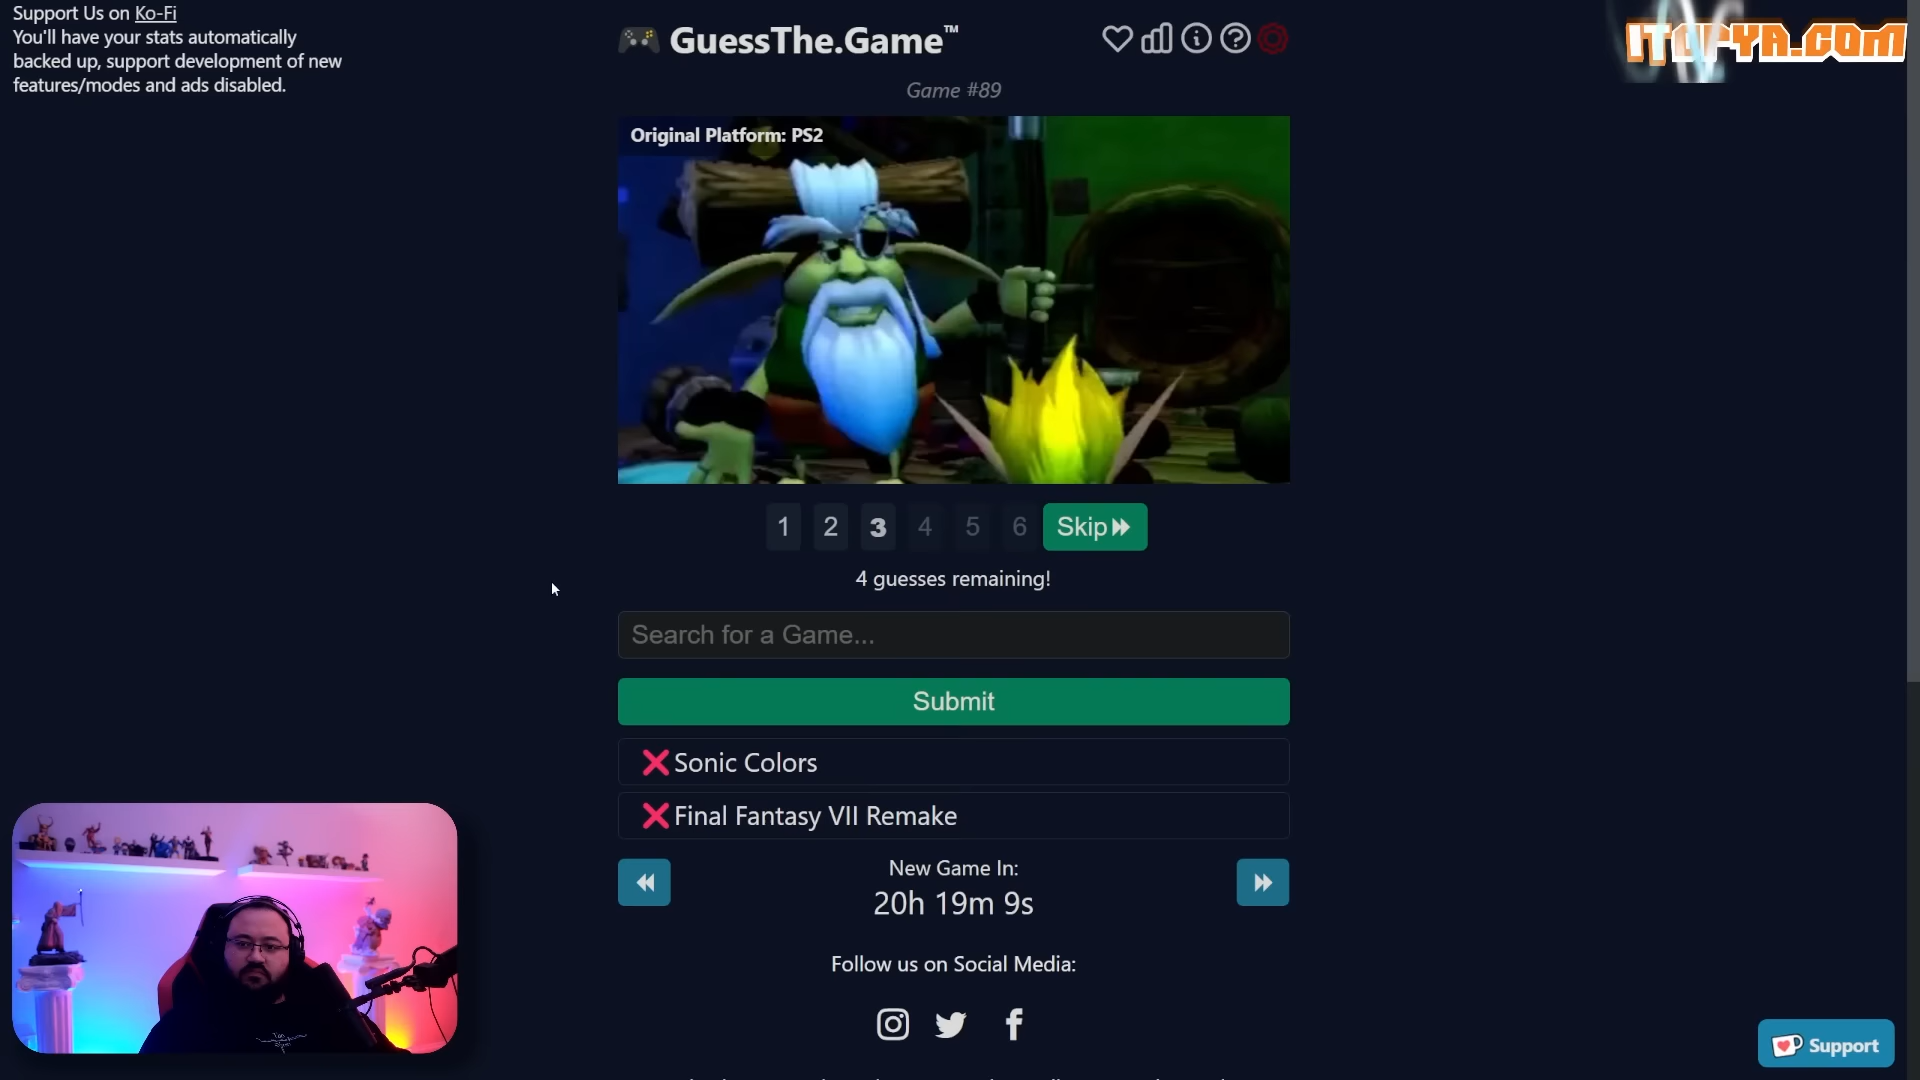 Support Us on Ko-Fi
You'll have your stats automatically
backed up, support development of new
features/modes and ads disabled.
GuessThe.Game™
Game #89
Original Platform: PS2
1 2 3 4 5 6 Skip
4 guesses remaining!
Search for a Game...
Submit
Sonic Colors
Final Fantasy VII Remake
New Game In:
20h 19m 9s
Follow us on Social Media:
Support